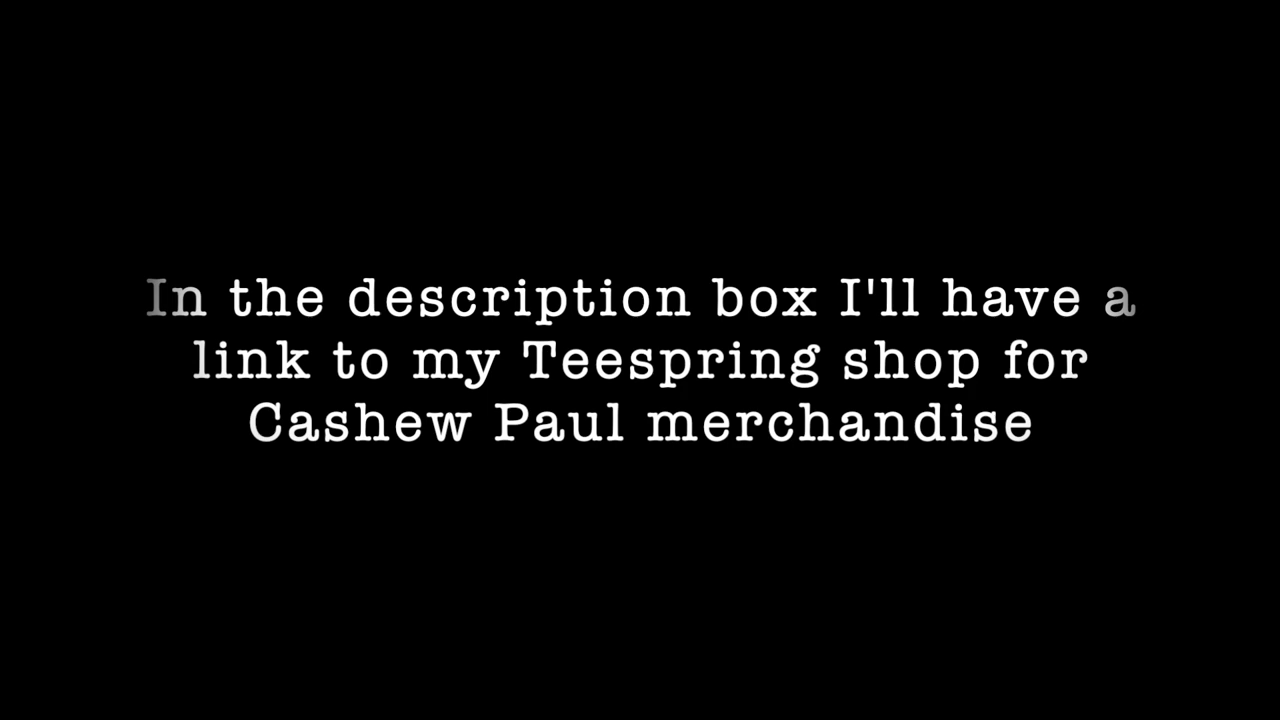 In the description box I'll have a
link to my Teespring shop for
Cashew Paul merchandise